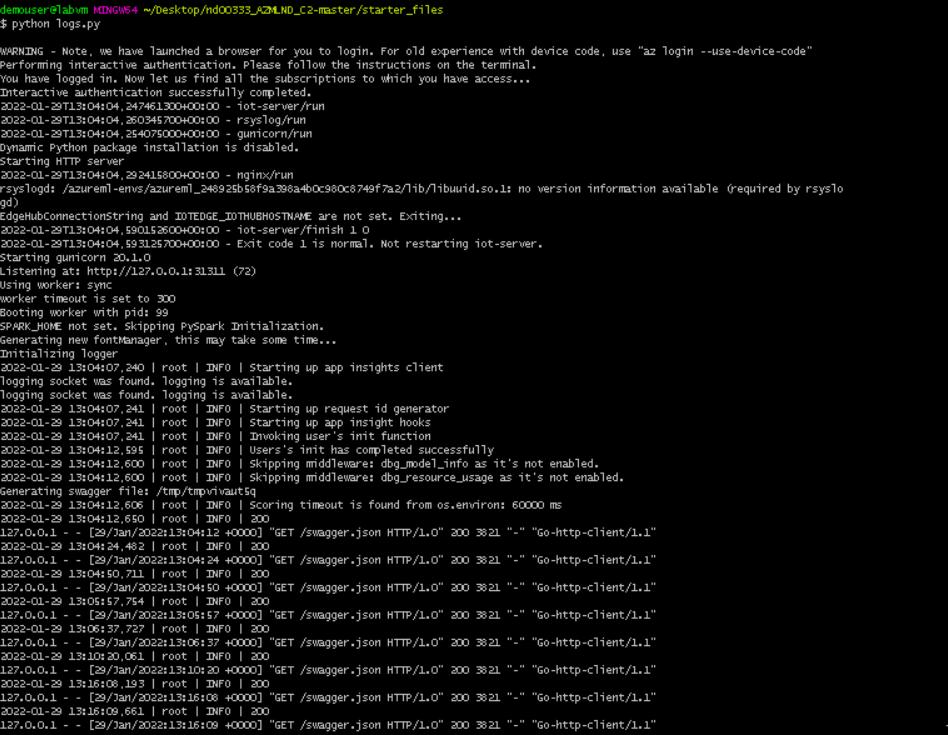 demouser@labvm MINGW64 ~/Desktop/nd00333_AZMLND_C2-master/starter_files
$ python logs.py
WARNING - Note, we have launched a browser for you to login. For old experience with device code, use "az login --use-device-code"
Performing interactive authentication. Please follow the instructions on the terminal.
You have logged in. Now let us find all the subscriptions to which you have access...
Interactive authentication successfully completed.
2022-01-29T13:04:04,247461300+00:00 - iot-server/run
2022-01-29T13:04:04,260345700+00:00 - rsyslog/run
2022-01-29T13:04:04,254075000+00:00 - gunicorn/run
Dynamic Python package installation is disabled.
Starting HTTP server
2022-01-29T13:04:04,292415800+00:00 - nginx/run
rsyslogd: /azureml-envs/azureml_248925b58f9a398a4b0c980c8749f7a2/lib/libuuid.so.1: no version information available (required by rsyslo
gd)
EdgeHubConnectionString and IOTEDGE_IOTHUBHOSTNAME are not set. Exiting...
2022-01-29T13:04:04,590152600+00:00 - iot-server/finish 1 0
2022-01-29T13:04:04,593125700+00:00 - Exit code 1 is normal. Not restarting iot-server.
Starting gunicorn 20.1.0
Listening at: http://127.0.0.1:31311 (72)
Using worker: sync
worker timeout is set to 300
Booting worker with pid: 99
SPARK_HOME not set. Skipping PySpark Initialization.
Generating new fontManager, this may take some time...
Initializing logger
2022-01-29 13:04:07,240 | root | INFO | Starting up app insights client
logging socket was found. logging is available.
logging socket was found. logging is available.
2022-01-29 13:04:07,241 | root | INFO | Starting up request id generator
2022-01-29 13:04:07,241 | root | INFO | Starting up app insight hooks
2022-01-29 13:04:07,241 | root | INFO | Invoking user's init function
2022-01-29 13:04:12,595 | root | INFO | Users's init has completed successfully
2022-01-29 13:04:12,600 | root | INFO | Skipping middleware: dbg_model_info as it's not enabled.
2022-01-29 13:04:12,600 | root | INFO | Skipping middleware: dbg_resource_usage as it's not enabled.
Generating swagger file: /tmp/tmpvivaut5q
2022-01-29 13:04:12,606 | root | INFO | Scoring timeout is found from os.environ: 60000 ms
2022-01-29 13:04:12,650 | root | INFO | 200
127.0.0.1 - - [29/Jan/2022:13:04:12 +0000] "GET /swagger.json HTTP/1.0" 200 3821 "-" "Go-http-client/1.1"
2022-01-29 13:04:24,482 | root | INFO | 200
127.0.0.1 - - [29/Jan/2022:13:04:24 +0000] "GET /swagger.json HTTP/1.0" 200 3821 "-" "Go-http-client/1.1"
2022-01-29 13:04:50,711 | root | INFO | 200
127.0.0.1 - - [29/Jan/2022:13:04:50 +0000] "GET /swagger.json HTTP/1.0" 200 3821 "-" "Go-http-client/1.1"
2022-01-29 13:05:57,754 | root | INFO | 200
127.0.0.1 - - [29/Jan/2022:13:05:57 +0000] "GET /swagger.json HTTP/1.0" 200 3821 "-" "Go-http-client/1.1"
2022-01-29 13:06:37,727 | root | INFO | 200
127.0.0.1 - - [29/Jan/2022:13:06:37 +0000] "GET /swagger.json HTTP/1.0" 200 3821 "-" "Go-http-client/1.1"
2022-01-29 13:10:20,061 | root | INFO | 200
127.0.0.1 - - [29/Jan/2022:13:10:20 +0000] "GET /swagger.json HTTP/1.0" 200 3821 "-" "Go-http-client/1.1"
2022-01-29 13:16:08,193 | root | INFO | 200
127.0.0.1 - - [29/Jan/2022:13:16:08 +0000] "GET /swagger.json HTTP/1.0" 200 3821 "-" "Go-http-client/1.1"
2022-01-29 13:16:09,661 | root | INFO | 200
127.0.0.1 - - [29/Jan/2022:13:16:09 +0000] "GET /swagger.json HTTP/1.0" 200 3821 "-" "Go-http-client/1.1"